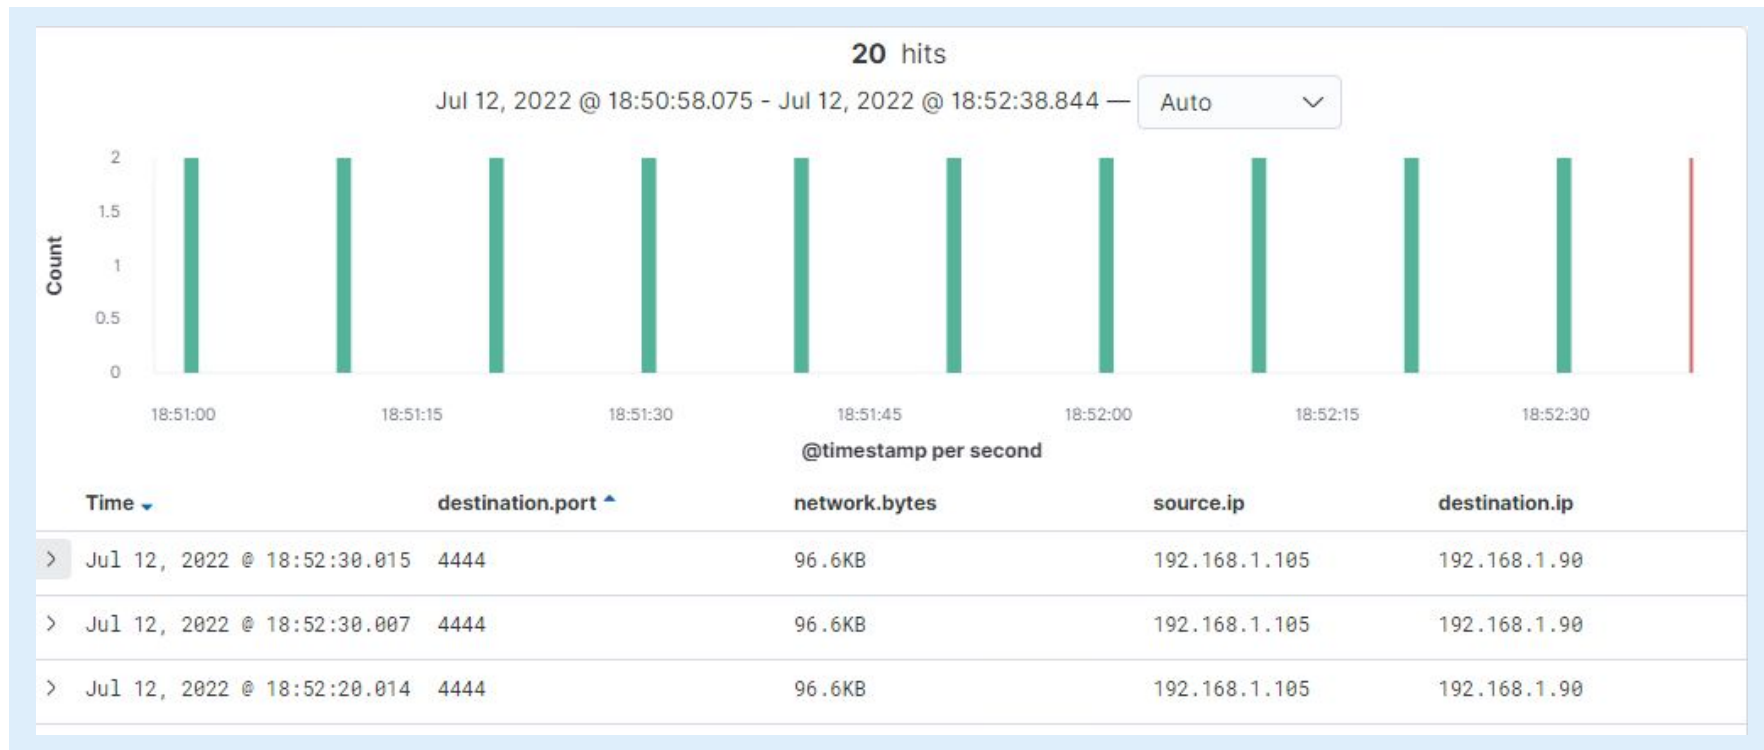 20 hits
Jul 12, 2022 @ 18:50:58.075 - Jul 12, 2022 @ 18:52:38.844 — Auto
2
1.5
1
0.5
0
Count
18:51:00 18:51:15 18:51:30 18:51:45 18:52:00 18:52:15 18:52:30
@timestamp per second
Time destination.port network.bytes source.ip destination.ip
Jul 12, 2022 @ 18:52:30.015 4444 96.6KB 192.168.1.105 192.168.1.90
Jul 12, 2022 @ 18:52:30.007 4444 96.6KB 192.168.1.105 192.168.1.90
Jul 12, 2022 @ 18:52:20.014 4444 96.6KB 192.168.1.105 192.168.1.90